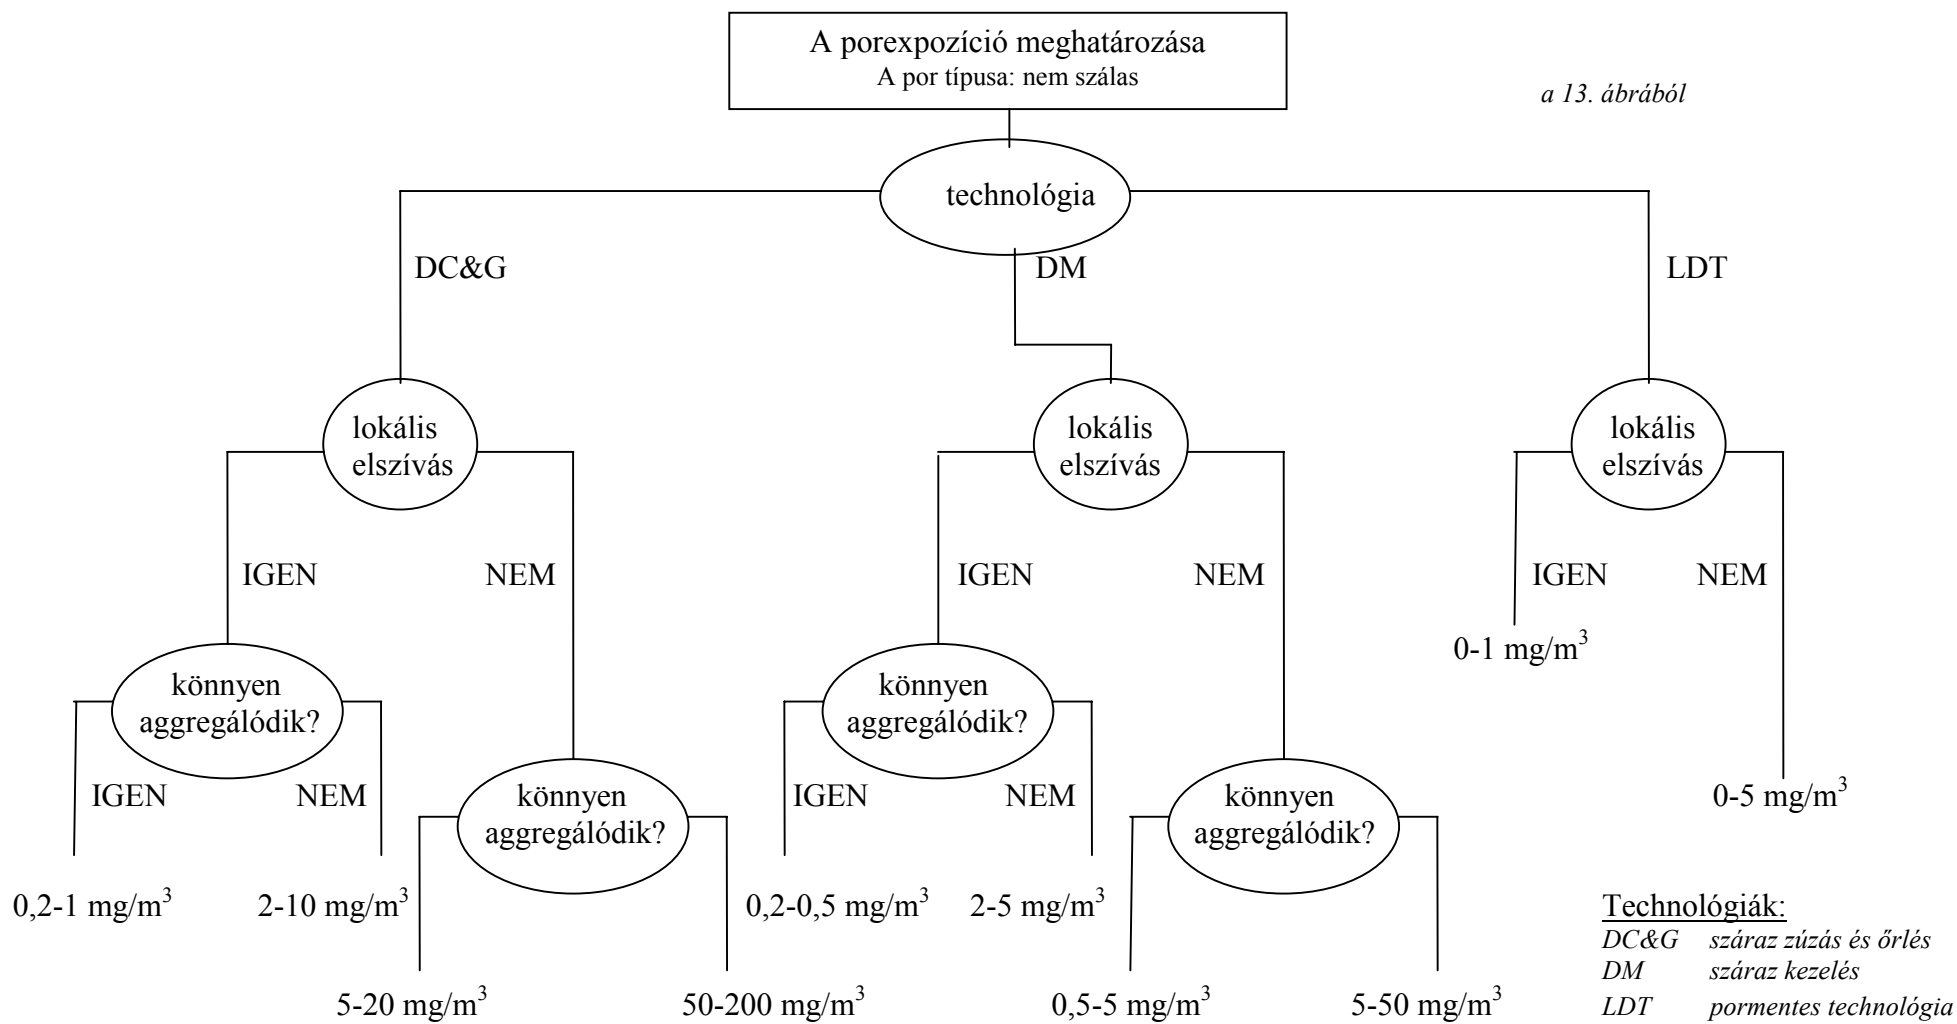 A porexpozíció meghatározása
A por típusa: nem szálas
a 13. ábrából
technológia
DC&G
DM
LDT
lokális
elszívás
lokális
elszívás
lokális
elszívás
IGEN
NEM
IGEN
NEM
IGEN
NEM
0-1 mg/m³
könnyen
aggregálódik?
könnyen
aggregálódik?
IGEN
NEM
könnyen
aggregálódik?
IGEN
NEM
könnyen
aggregálódik?
0-5 mg/m³
0,2-1 mg/m³
2-10 mg/m³
0,2-0,5 mg/m³
2-5 mg/m³
5-20 mg/m³
50-200 mg/m³
0,5-5 mg/m³
5-50 mg/m³
Technológiák:
DC&G száraz zúzás és őrlés
DM száraz kezelés
LDT pormentes technológia